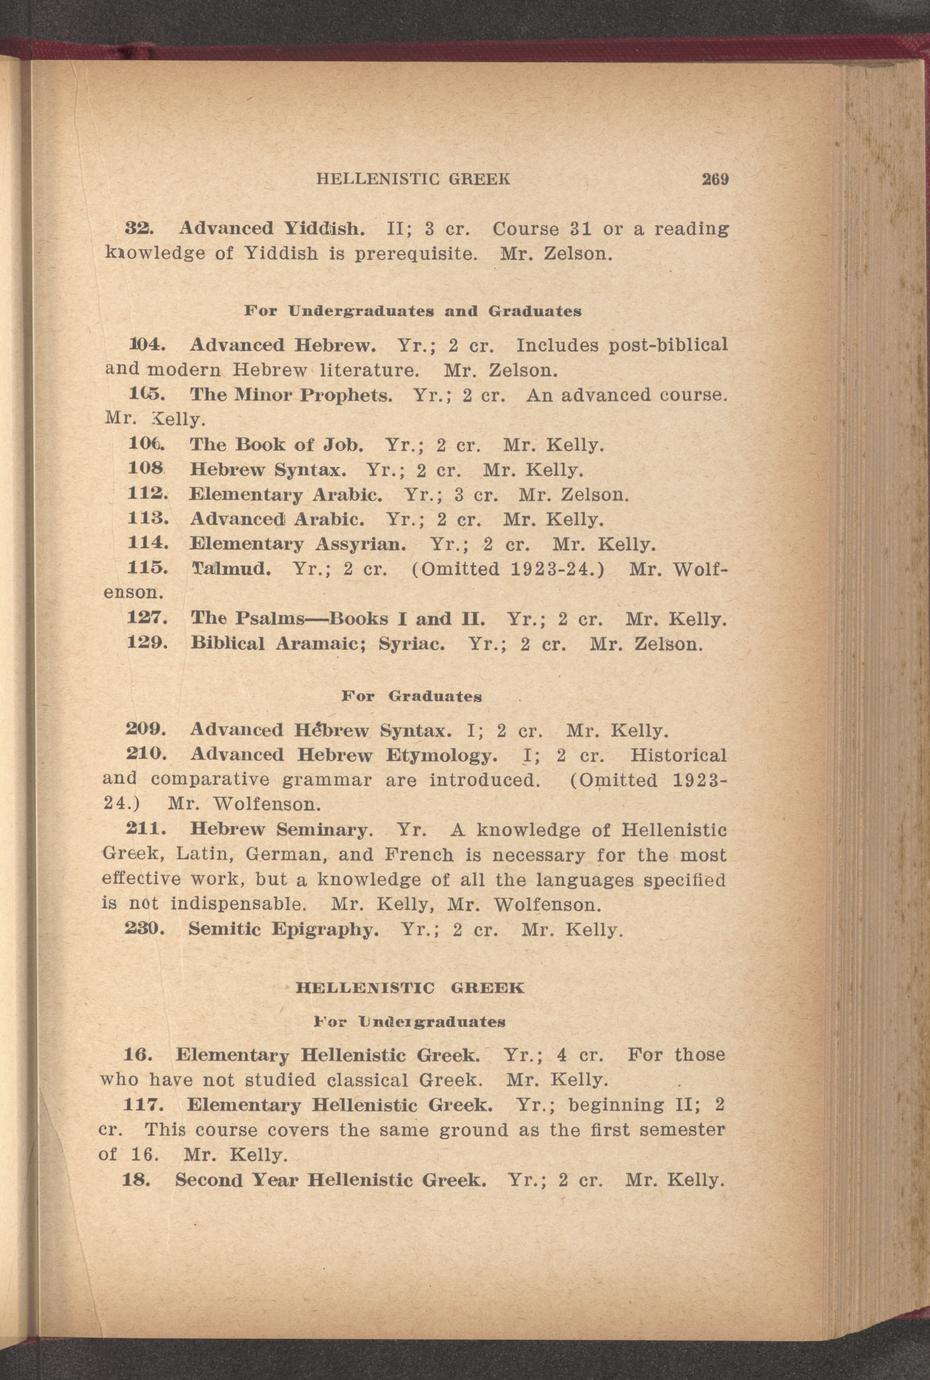 HELLENISTIC GREEK 269
32. Advanced Yiddish. II; 3 cr. Course 31 or a reading
knowledge of Yiddish is prerequisite. Mr. Zelson.
For Undergraduates and Graduates
104. Advanced Hebrew. Yr.; 2 cr. Includes post-biblical
and modern Hebrew literature. Mr. Zelson.
105. The Minor Prophets. Yr.; 2 cr. An advanced course.
Mr. Kelly.
106. The Book of Job. Yr.; 2 cr. Mr. Kelly.
108 Hebrew Syntax. Yr.; 2 cr. Mr. Kelly.
112. Elementary Arabic. Yr.; 3 cr. Mr. Zelson.
113. Advanced Arabic. Yr.; 2 cr. Mr. Kelly.
114. Elementary Assyrian. Yr.; 2 cr. Mr. Kelly.
115. Talmud. Yr.; 2 cr. (Omitted 1923-24.) Mr. Wolf-
enson.
127. The Psalms—Books I and II. Yr.; 2 cr. Mr. Kelly.
129. Biblical Aramaic; Syriac. Yr.; 2 cr. Mr. Zelson.
For Graduates
209. Advanced Hebrew Syntax. I; 2 cr. Mr. Kelly.
210. Advanced Hebrew Etymology. I; 2 cr. Historical
and comparative grammar are introduced. (Omitted 1923-
24.) Mr. Wolfenson.
211. Hebrew Seminary. Yr. A knowledge of Hellenistic
Greek, Latin, German, and French is necessary for the most
effective work, but a knowledge of all the languages specified
is not indispensable. Mr. Kelly, Mr. Wolfenson.
230. Semitic Epigraphy. Yr.; 2 cr. Mr. Kelly.
HELLENISTIC GREEK
For Undergraduates
16. Elementary Hellenistic Greek. Yr.; 4 cr. For those
who have not studied classical Greek. Mr. Kelly.
117. Elementary Hellenistic Greek. Yr.; beginning II; 2
cr. This course covers the same ground as the first semester
of 16. Mr. Kelly.
18. Second Year Hellenistic Greek. Yr.; 2 cr. Mr. Kelly.